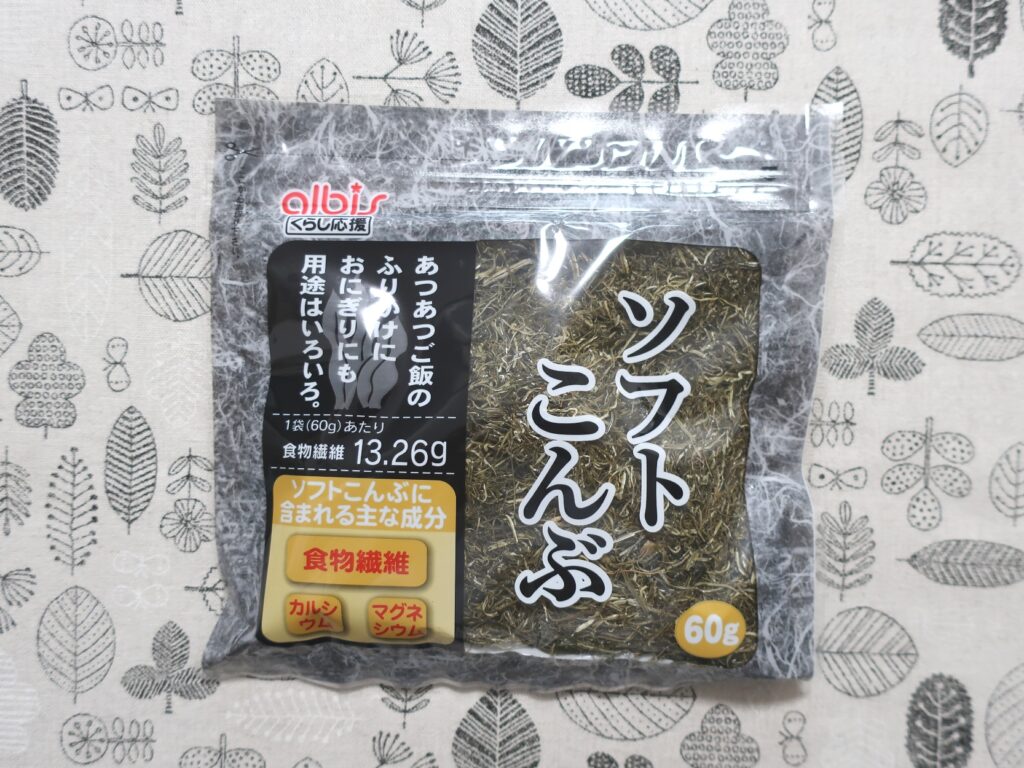 albis
くらし応援
あつあつご飯の
ふりかけに
おにぎりにも
用途はいろいろ。
1袋(60g)あたり
食物繊維 13.26g
ソフトこんぶに
含まれる主な成分
食物繊維
カルシ
ウム
マグネ
シウム
ソフト
こんぶ
60g